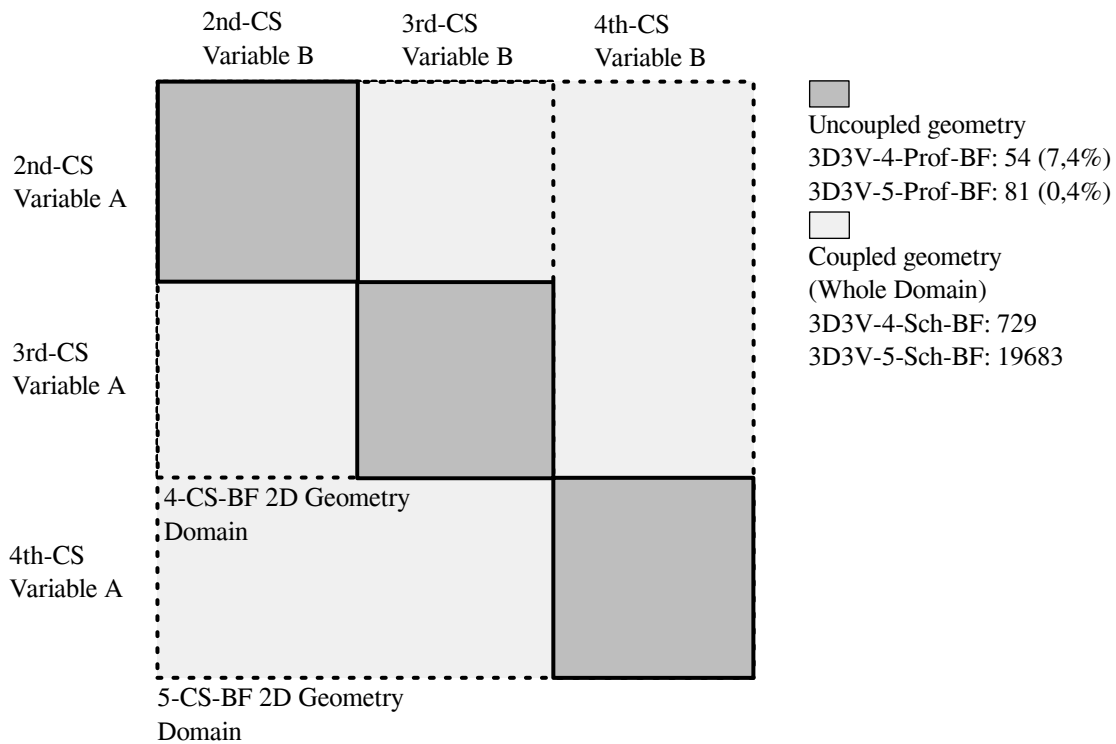 2nd-CS
Variable B
3rd-CS
Variable B
4th-CS
Variable B
2nd-CS
Variable A
3rd-CS
Variable A
4th-CS
Variable A
4-CS-BF 2D Geometry
Domain
5-CS-BF 2D Geometry
Domain
Uncoupled geometry
3D3V-4-Prof-BF: 54 (7,4%)
3D3V-5-Prof-BF: 81 (0,4%)
Coupled geometry
(Whole Domain)
3D3V-4-Sch-BF: 729
3D3V-5-Sch-BF: 19683